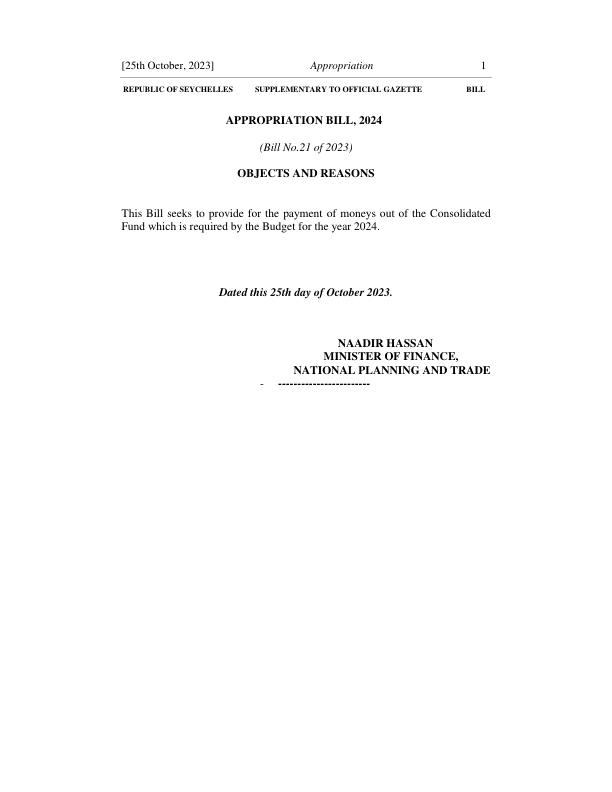 [25th October, 2023] Appropriation 1
REPUBLIC OF SEYCHELLES SUPPLEMENTARY TO OFFICIAL GAZETTE BILL
APPROPRIATION BILL, 2024
(Bill No.21 of 2023)
OBJECTS AND REASONS
This Bill seeks to provide for the payment of moneys out of the Consolidated
Fund which is required by the Budget for the year 2024.
Dated this 25th day of October 2023.
NAADIR HASSAN
MINISTER OF FINANCE,
NATIONAL PLANNING AND TRADE
- ------------------------